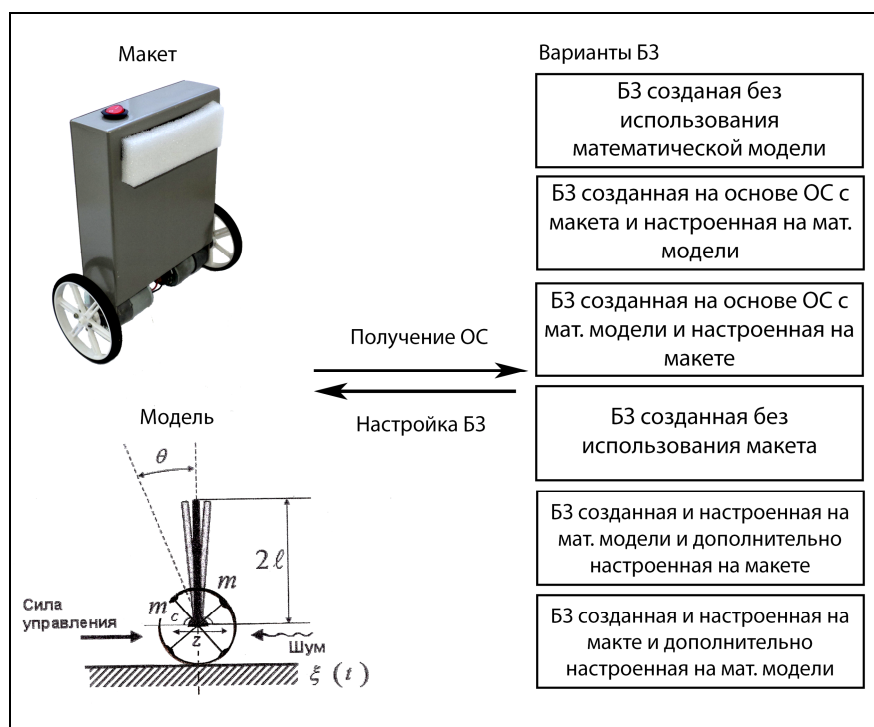 Макет
Варианты БЗ
БЗ созданая без
использования
математической модели
БЗ созданная на основе ОС с
макета и настроенная на мат.
модели
БЗ созданная на основе ОС с
мат. модели и настроенная на
макете
Получение ОС
Настройка БЗ
БЗ созданная без
использования макета
БЗ созданная и настроенная на
мат. модели и дополнительно
настроенная на макете
БЗ созданная и настроенная на
макте и дополнительно
настроенная на мат. модели
Модель
θ
2ℓ
m
m
c
z
Сила
управления
Шум
ξ (t)